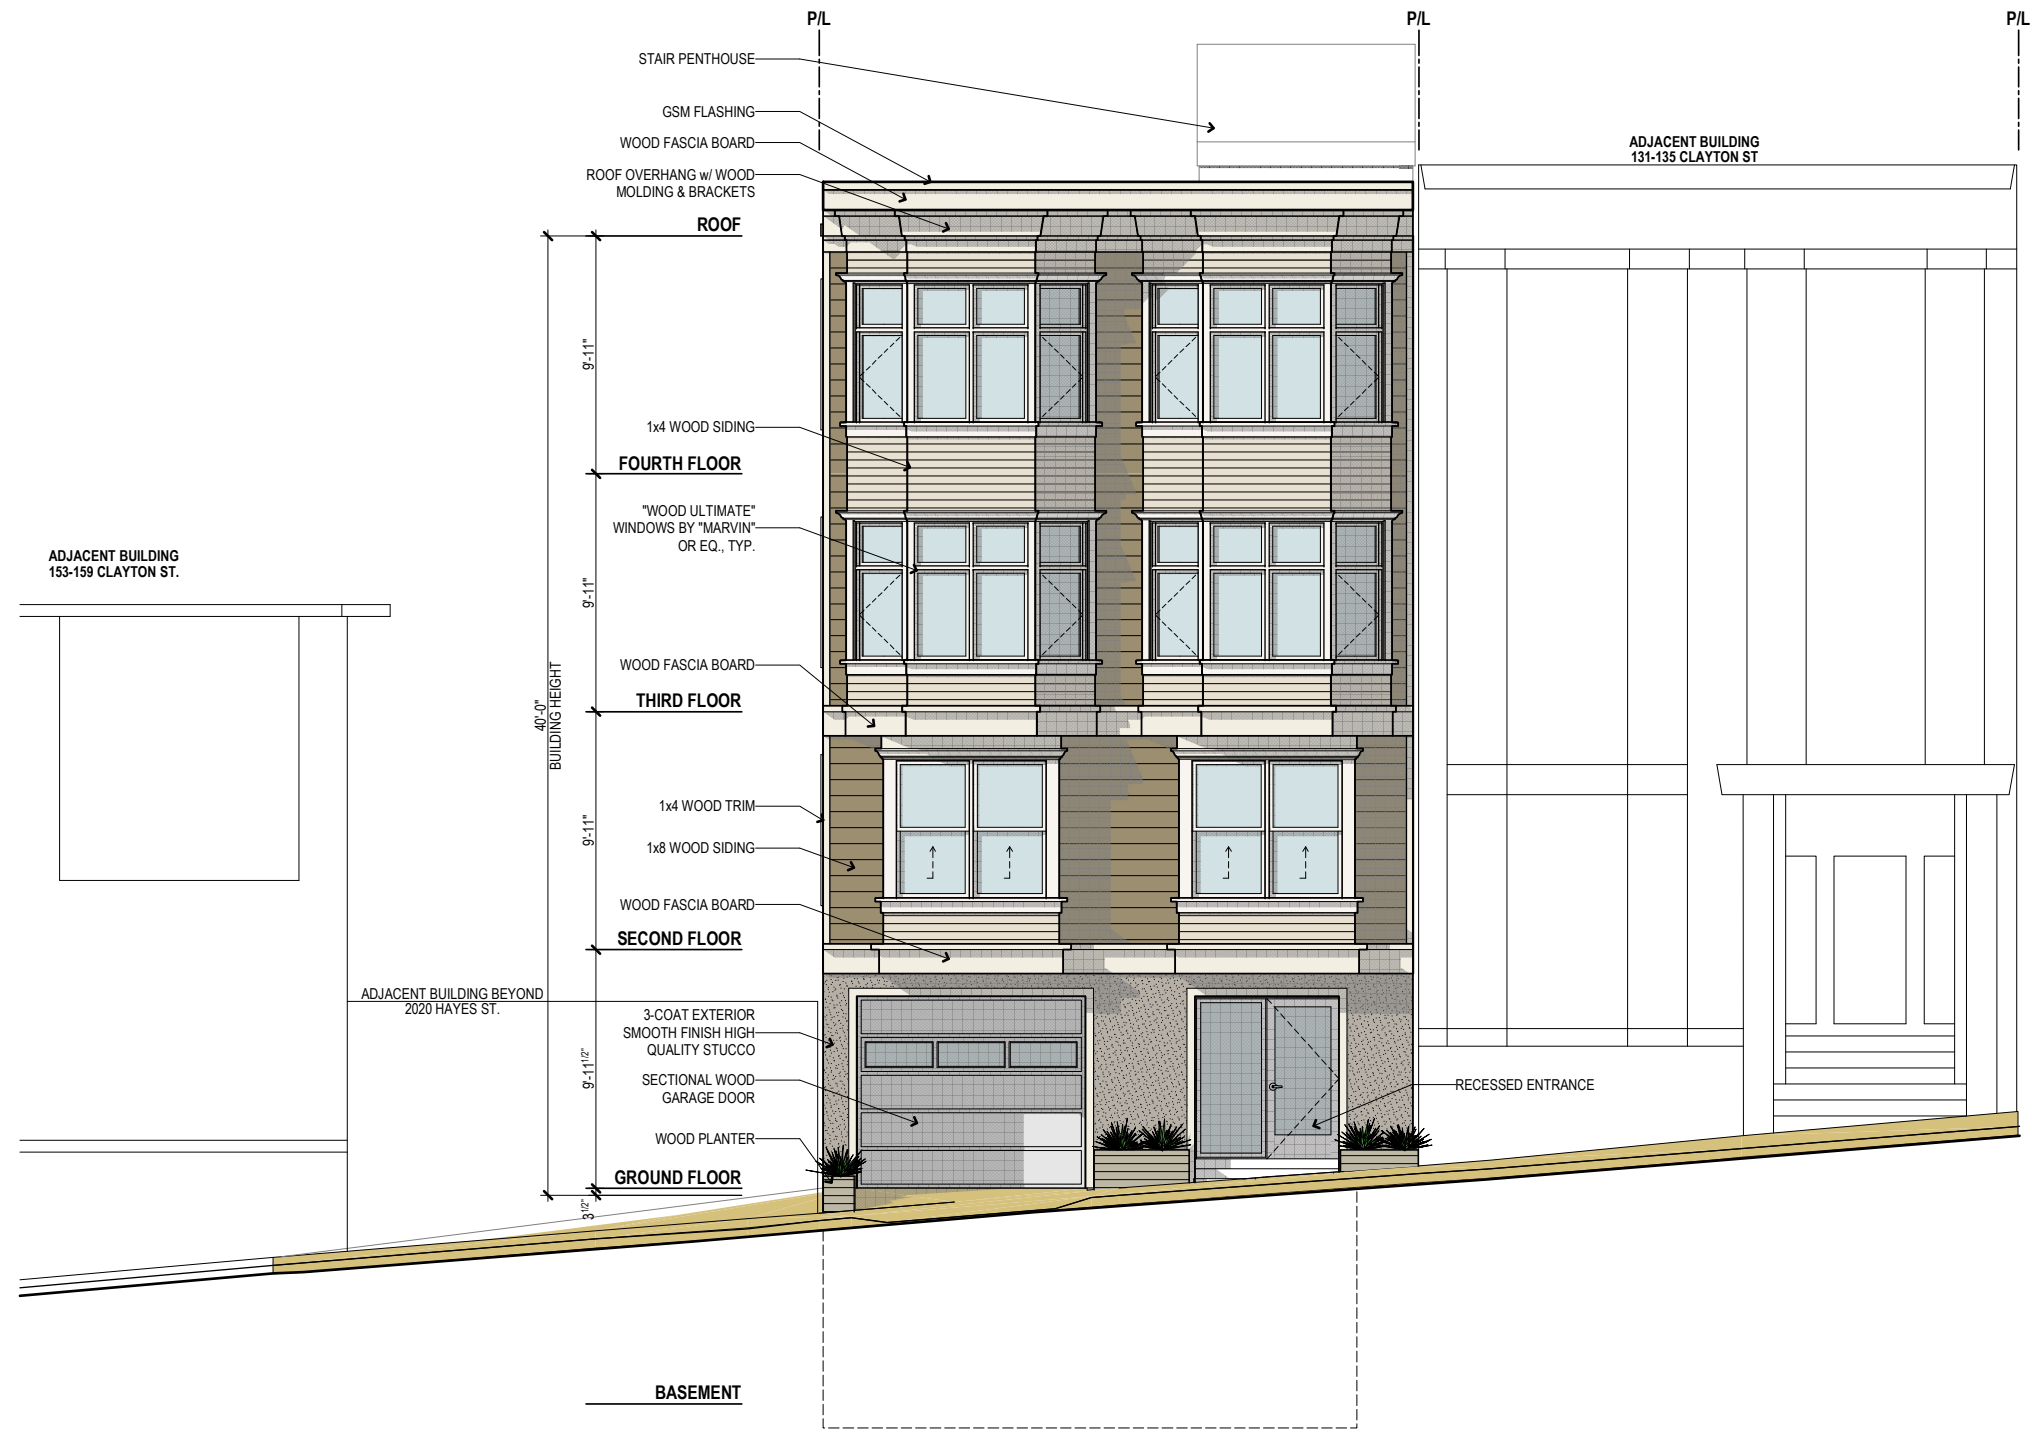 P/L
P/L
P/L
STAIR PENTHOUSE
GSM FLASHING
WOOD FASCIA BOARD
ROOF OVERHANG w/ WOOD
MOLDING & BRACKETS
ADJACENT BUILDING
131-135 CLAYTON ST
ROOF
9'-11"
1x4 WOOD SIDING
FOURTH FLOOR
"WOOD ULTIMATE"
WINDOWS BY "MARVIN"
OR EQ., TYP.
ADJACENT BUILDING
153-159 CLAYTON ST.
9'-11"
WOOD FASCIA BOARD
THIRD FLOOR
40'-0"
BUILDING HEIGHT
1x4 WOOD TRIM
9'-11"
1x8 WOOD SIDING
WOOD FASCIA BOARD
SECOND FLOOR
ADJACENT BUILDING BEYOND
2020 HAYES ST.
3-COAT EXTERIOR
SMOOTH FINISH HIGH
QUALITY STUCCO
9'-11 1/2"
SECTIONAL WOOD
GARAGE DOOR
RECESSED ENTRANCE
WOOD PLANTER
GROUND FLOOR
3 1/2"
BASEMENT